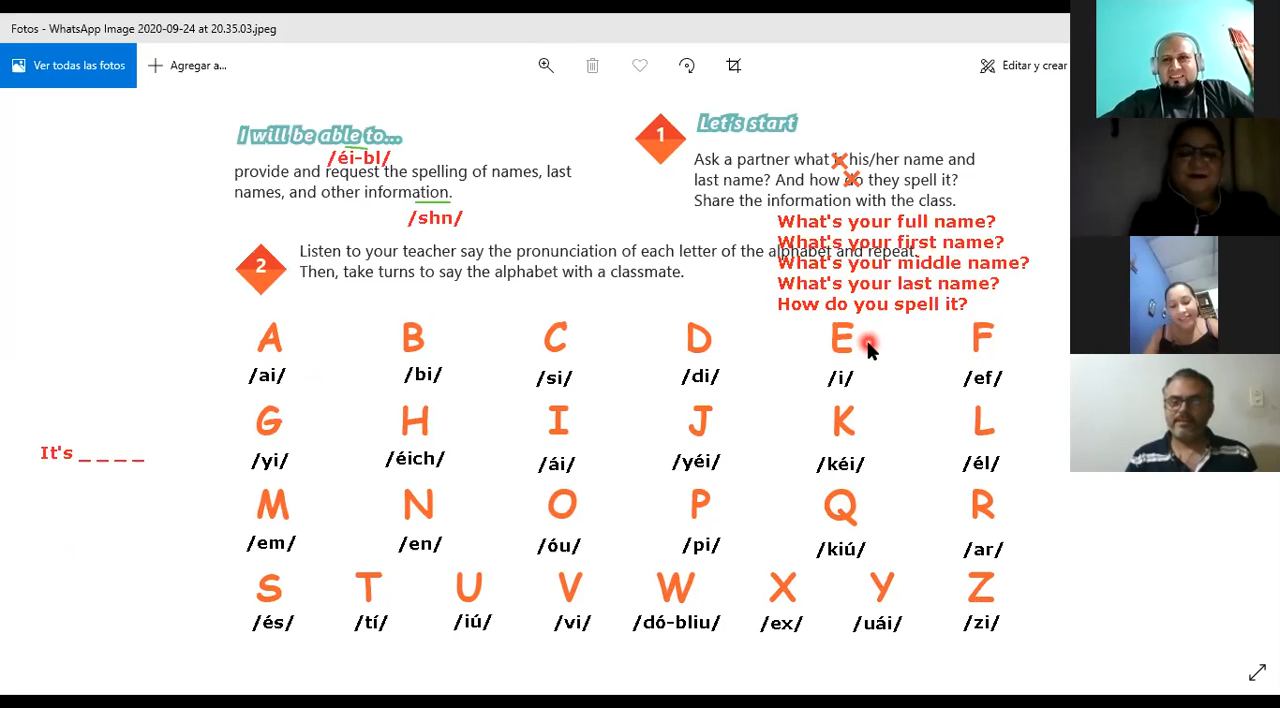 Fotos - WhatsApp Image 2020-09-24 at 20.35.03.jpeg
Ver todas las fotos
Agregar a...
Editar y crear
I will be able to...
/éi-bl/
provide and request the spelling of names, last
names, and other information.
/shn/
1
Let's start
Ask a partner what is his/her name and
last name? And how do they spell it?
Share the information with the class.
What's your full name?
What's your first name?
What's your middle name?
What's your last name?
How do you spell it?
2
Listen to your teacher say the pronunciation of each letter of the alphabet and repeat.
Then, take turns to say the alphabet with a classmate.
A B C D E F
/ai/ /bi/ /si/ /di/ /i/ /ef/
G H I J K L
It's _ _ _ _
/yi/ /éich/ /ái/ /yéi/ /kéi/ /él/
M N O P Q R
/em/ /en/ /óu/ /pi/ /kiú/ /ar/
S T U V W X Y Z
/és/ /tí/ /iú/ /vi/ /dó-bliu/ /ex/ /uái/ /zi/